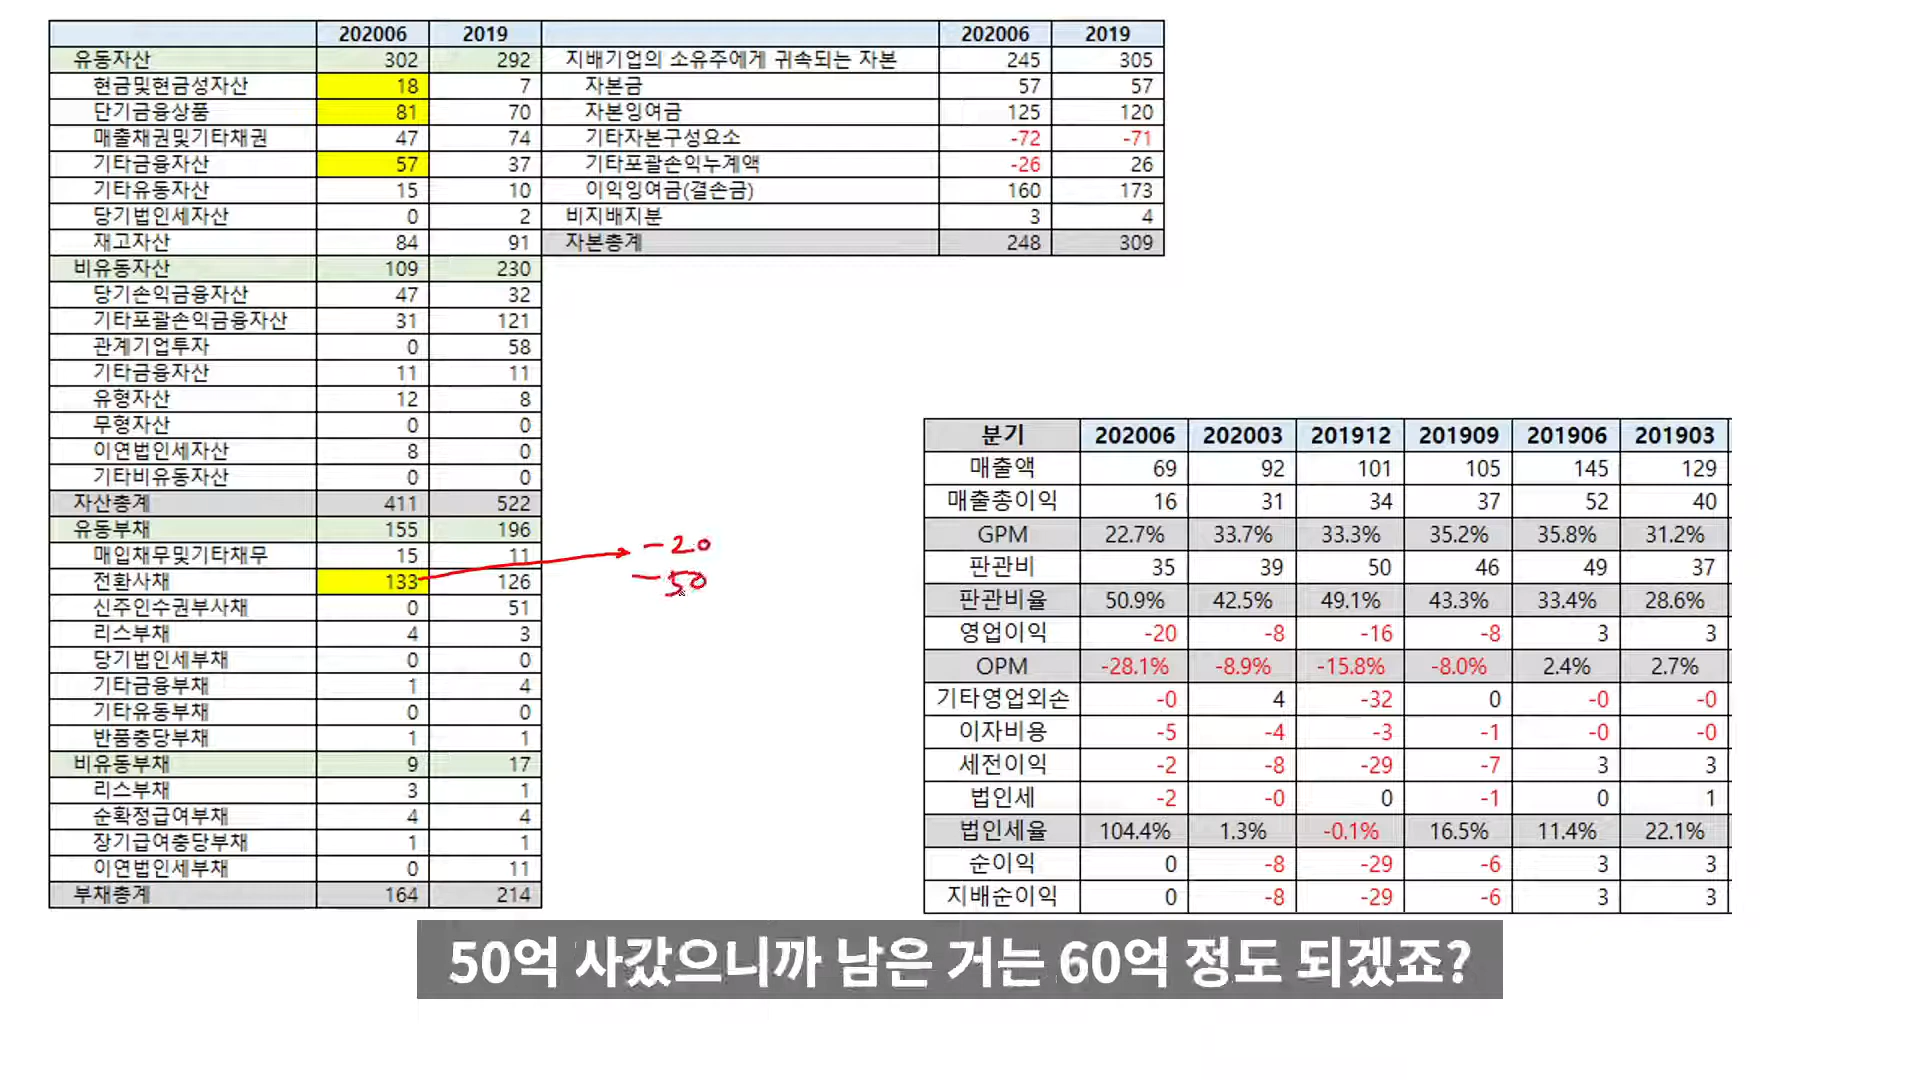 202006 2019 202006 2019
유동자산 302 292 지배기업의 소유주에게 귀속되는 자본 245 305
현금및현금성자산 18 7 자본금 57 57
단기금융상품 81 70 자본잉여금 125 120
매출채권및기타채권 47 74 기타자본구성요소 -72 -71
기타금융자산 57 37 기타포괄손익누계액 -26 26
기타유동자산 15 10 이익잉여금(결손금) 160 173
당기법인세자산 0 2 비지배지분 3 4
재고자산 84 91 자본총계 248 309
비유동자산 109 230
당기손익금융자산 47 32
기타포괄손익금융자산 31 121
관계기업투자 0 58
기타금융자산 11 11
유형자산 12 8
무형자산 0 0
이연법인세자산 8 0
기타비유동자산 0 0
자산총계 411 522
유동부채 155 196
매입채무및기타채무 15 11
전환사채 133 126
신주인수권부사채 0 51
리스부채 4 3
당기법인세부채 0 0
기타금융부채 1 4
기타유동부채 0 0
반품충당부채 1 1
비유동부채 9 17
리스부채 3 1
순확정급여부채 4 4
장기급여충당부채 1 1
이연법인세부채 0 11
부채총계 164 214
-20
-50
분기 202006 202003 201912 201909 201906 201903
매출액 69 92 101 105 145 129
매출총이익 16 31 34 37 52 40
GPM 22.7% 33.7% 33.3% 35.2% 35.8% 31.2%
판관비 35 39 50 46 49 37
판관비율 50.9% 42.5% 49.1% 43.3% 33.4% 28.6%
영업이익 -20 -8 -16 -8 3 3
OPM -28.1% -8.9% -15.8% -8.0% 2.4% 2.7%
기타영업외손 -0 4 -32 0 -0 -0
이자비용 -5 -4 -3 -1 -0 -0
세전이익 -2 -8 -29 -7 3 3
법인세 -2 -0 0 -1 0 1
법인세율 104.4% 1.3% -0.1% 16.5% 11.4% 22.1%
순이익 0 -8 -29 -6 3 3
지배순이익 0 -8 -29 -6 3 3
50억 사갔으니까 남은 거는 60억 정도 되겠죠?